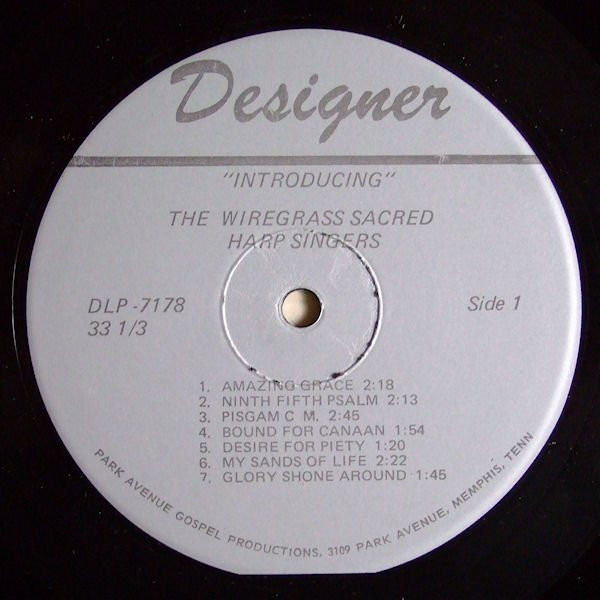 Designer
"INTRODUCING"
THE WIREGRASS SACRED
HARP SINGERS
DLP -7178
33 1/3
Side 1
1. AMAZING GRACE 2:18
2. NINTH FIFTH PSALM 2:13
3. PISGAM C M. 2:45
4. BOUND FOR CANAAN 1:54
5. DESIRE FOR PIETY 1:20
6. MY SANDS OF LIFE 2:22
7. GLORY SHONE AROUND 1:45
PARK AVENUE GOSPEL PRODUCTIONS, 3109 PARK AVENUE, MEMPHIS, TENN